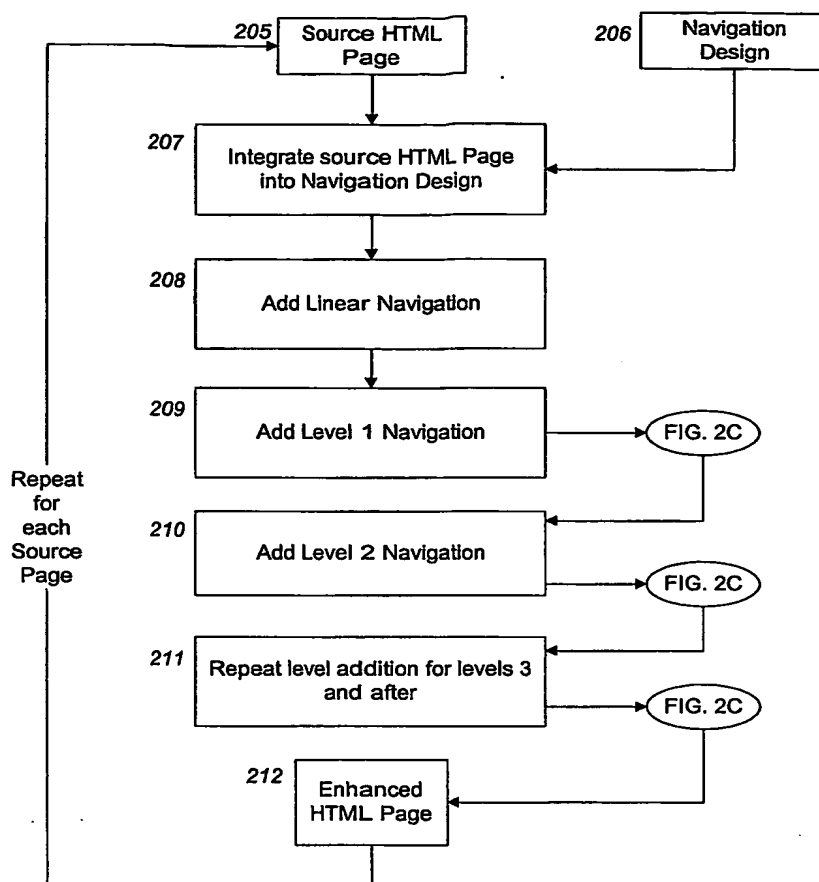 205
Source HTML
Page
206
Navigation
Design
207
Integrate source HTML Page
into Navigation Design
208
Add Linear Navigation
209
Add Level 1 Navigation
FIG. 2C
Repeat
for
each
Source
Page
210
Add Level 2 Navigation
FIG. 2C
211
Repeat level addition for levels 3
and after
FIG. 2C
212
Enhanced
HTML Page